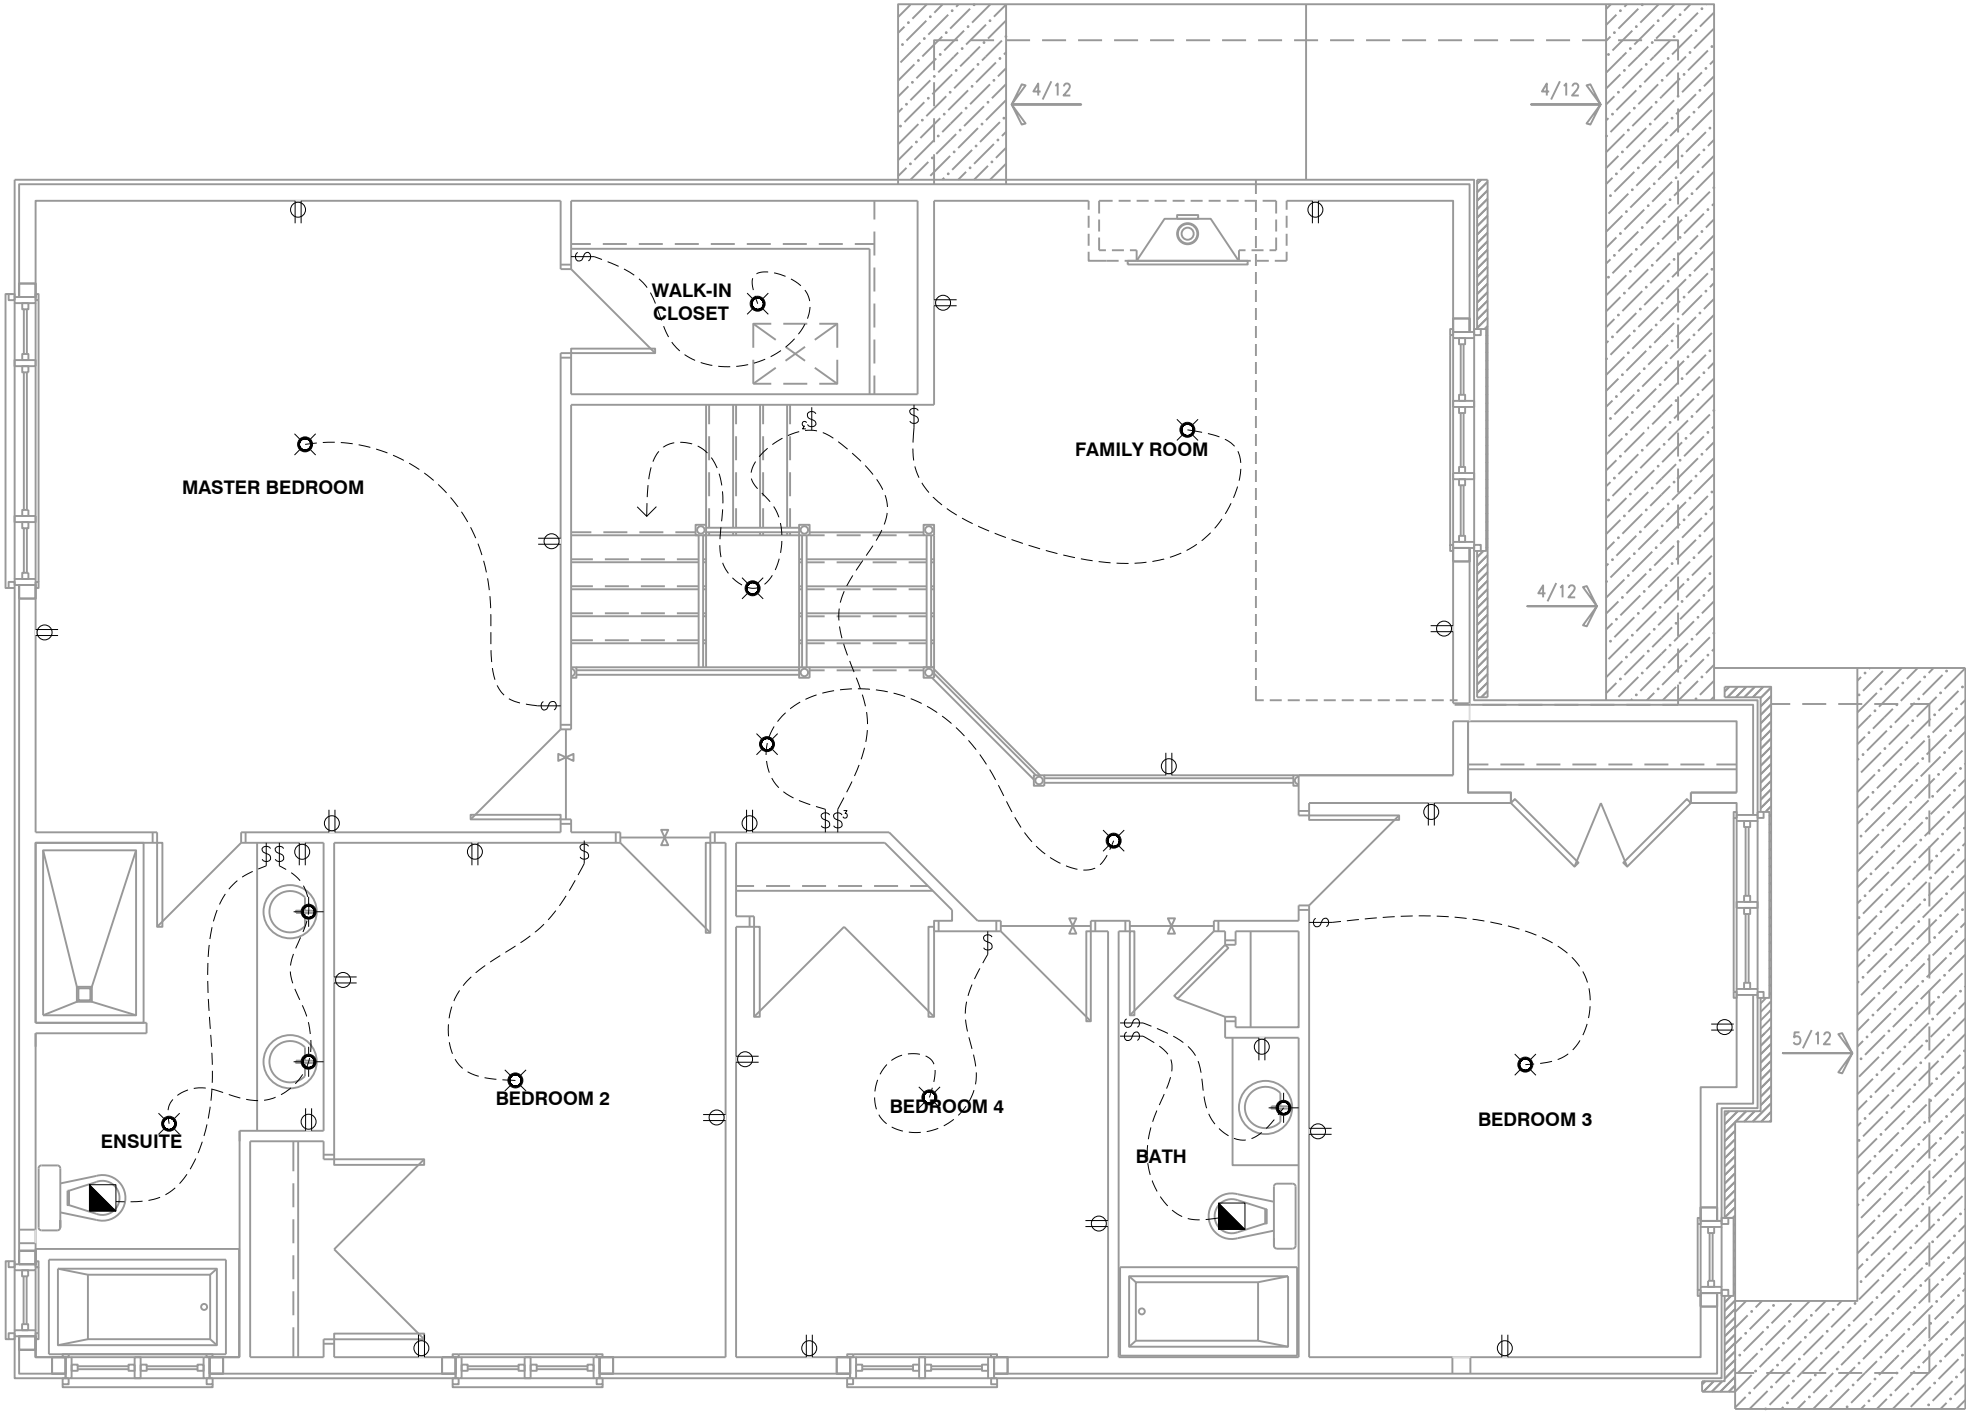 4/12
4/12
WALK-IN
CLOSET
$
$
$
$
FAMILY ROOM
MASTER BEDROOM
4/12
$
$$3
$$
$
$
$
$
$
5/12
BEDROOM 2
BEDROOM 4
BEDROOM 3
ENSUITE
BATH